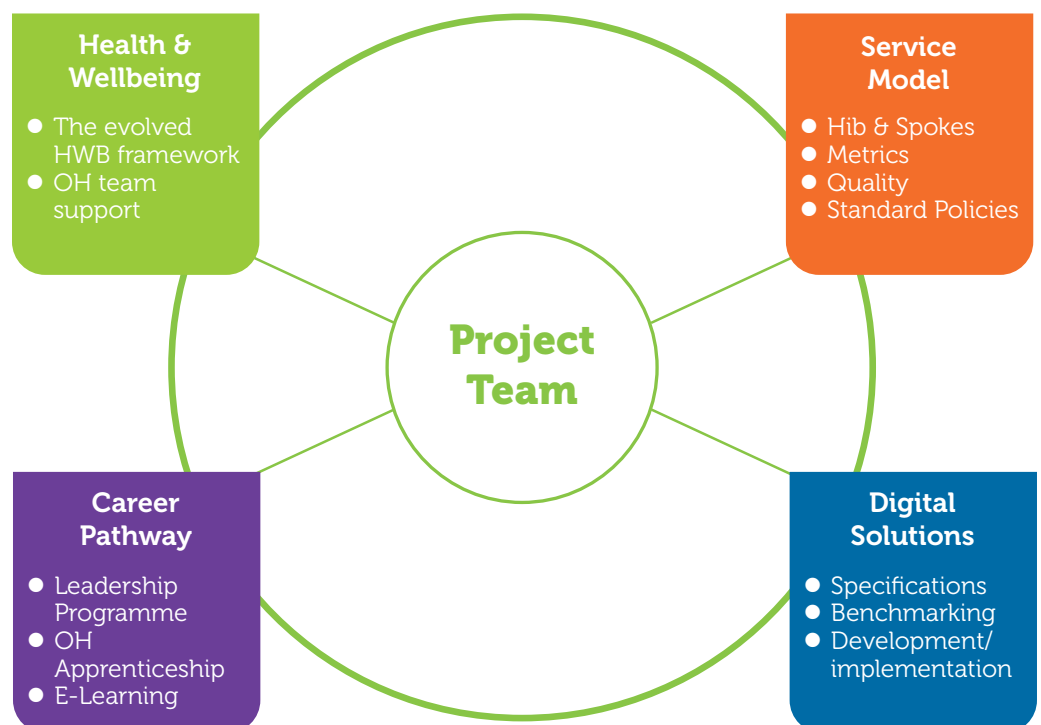 Health &
Wellbeing
● The evolved
HWB framework
● OH team
support
Service
Model
● Hib & Spokes
● Metrics
● Quality
● Standard Policies
Project
Team
Career
Pathway
● Leadership
Programme
● OH
Apprenticeship
● E-Learning
Digital
Solutions
● Specifications
● Benchmarking
● Development/
implementation